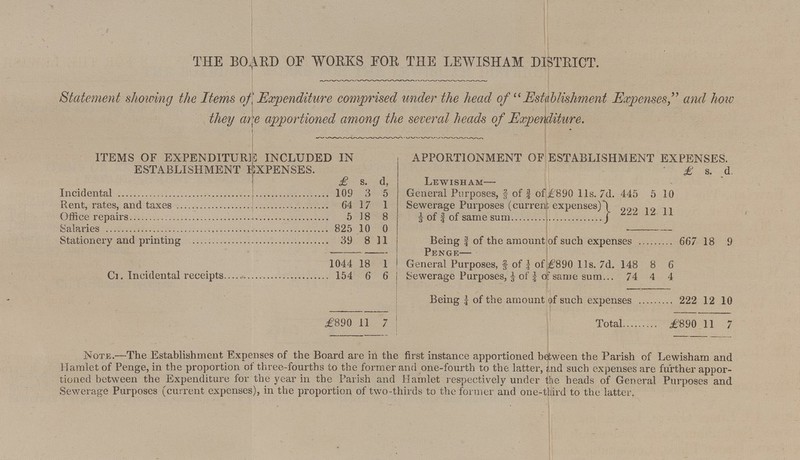 THE BOARD OF WORKS FOR THE LEWISHAM DISTRICT.
Statement showing the Items of Expenditure comprised under the head of "Establishment Expenses," and how
they are apportioned among the several heads of Expenditure.
ITEMS OF EXPENDITURE INCLUDED IN
ESTABLISHMENT EXPENSES.
£ s. d.
Incidental 109 3 5
Rent, rates, and taxes 64 17 1
Office repairs 5 18 8
Salaries 825 10 0
Stationery and printing 39 8 11
1044 18 1
Cr. Incidental receipts 154 6 6
£890 11 7
APPORTIONMENT OF ESTABLISHMENT EXPENSES.
£ s. d.
LEWISHAM—
General Purposes, ⅔ of ¾ of £890 11s. 7d. 445 5 10
Sewerage Purposes (current expenses)
⅓ of ¾ of same sum } 222 12 11
Being ¾ of the amount of such expenses 667 18 9
PENGE—
General Purposes, ⅔ of ¼ of £890 11s. 7d. 148 8 6
Sewerage Purposes, ⅓ of ¼ of same sum... 74 4 4
Being ¼ of the amount of such expenses 222 12 10
Total £890 11 7
NOTE.—The Establishment Expenses of the Board are in the first instance apportioned between the Parish of Lewisham and
Hamlet of Penge, in the proportion of three-fourths to the former and one-fourth to the latter, and such expenses are further appor-
tioned between the Expenditure for the year in the Parish and Hamlet respectively under the heads of General Purposes and
Sewerage Purposes (current expenses), in the proportion of two-thirds to the former and one-third to the latter.